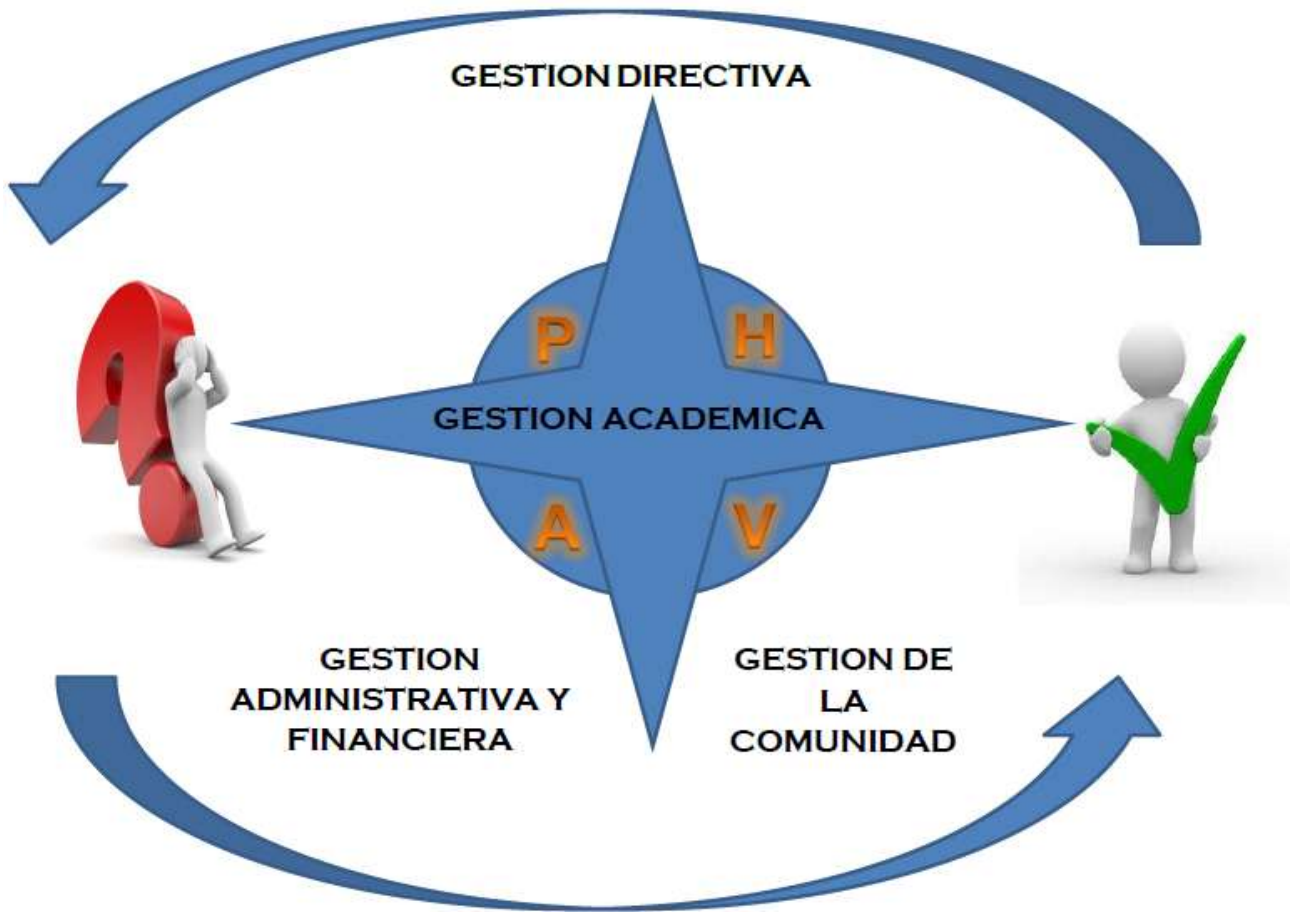 GESTION DIRECTIVA
P H
GESTION ACADEMICA
A V
GESTION
ADMINISTRATIVA Y
FINANCIERA
GESTION DE
LA
COMUNIDAD